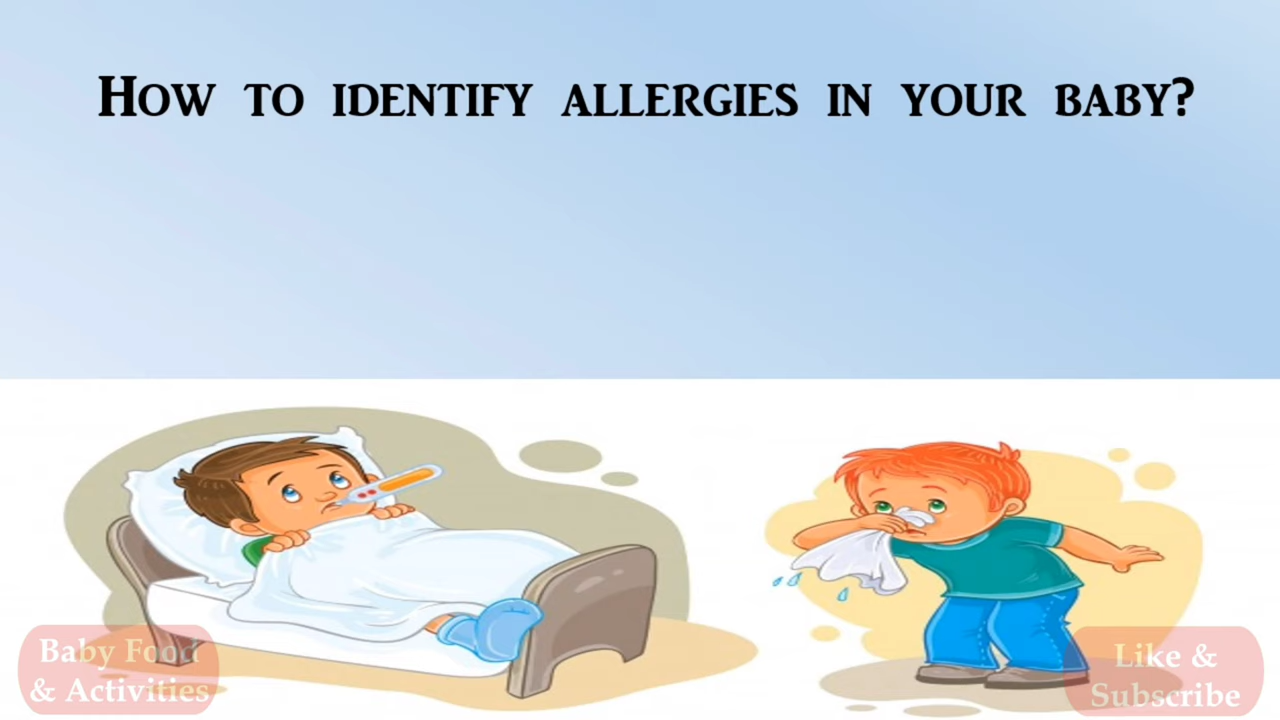 How to identify allergies in your baby?
Baby Food
& Activities
Like &
Subscribe